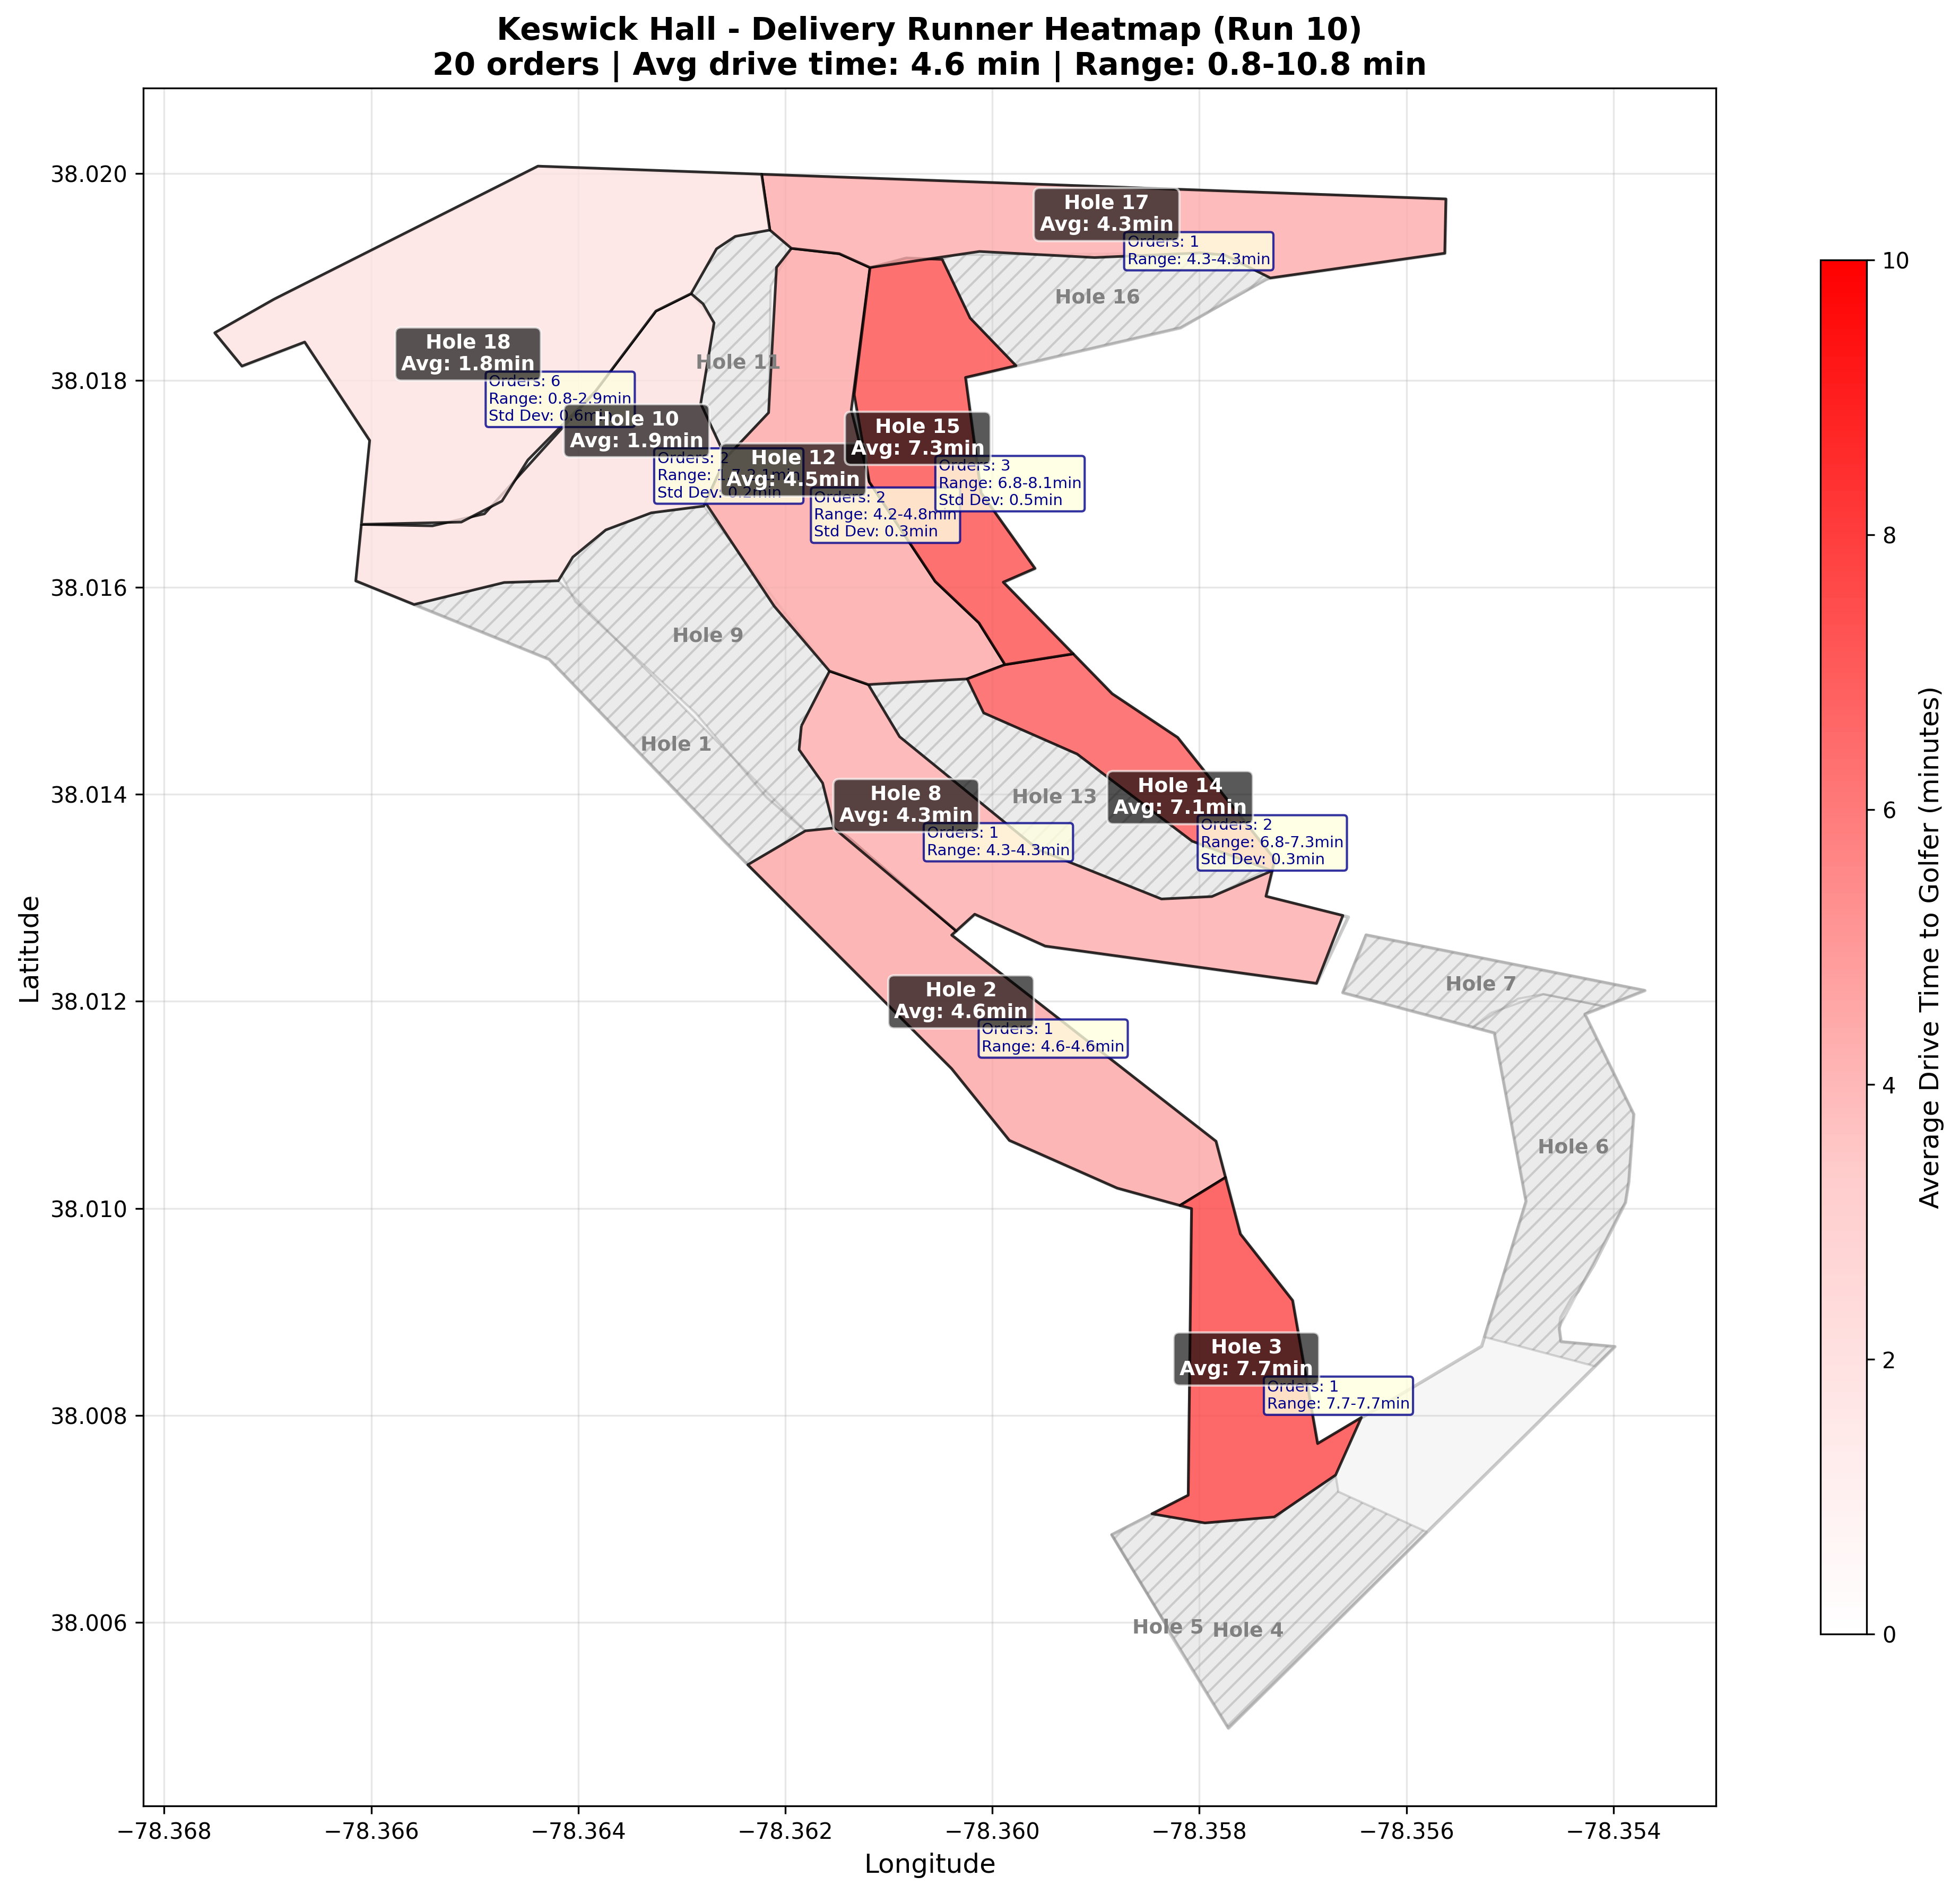 Keswick Hall - Delivery Runner Heatmap (Run 10)
20 orders | Avg drive time: 4.6 min | Range: 0.8-10.8 min
Latitude
38.020
38.018
38.016
38.014
38.012
38.010
38.008
38.006
Hole 17
Avg: 4.3min
Orders: 1
Range: 4.3-4.3min
Hole 16
Hole 18
Avg: 1.8min
Orders: 6
Range: 0.8-2.9min
Std Dev: 0.6min
Hole 11
Hole 10
Avg: 1.9min
Orders: 2
Range:
Std Dev: 0.2min
Hole 12
Avg: 4.5min
Orders: 2
Range: 4.2-4.8min
Std Dev: 0.3min
Hole 15
Avg: 7.3min
Orders: 3
Range: 6.8-8.1min
Std Dev: 0.5min
Hole 9
Hole 1
Hole 8
Avg: 4.3min
Orders: 1
Range: 4.3-4.3min
Hole 13
Hole 14
Avg: 7.1min
Orders: 2
Range: 6.8-7.3min
Std Dev: 0.3min
Hole 2
Avg: 4.6min
Orders: 1
Range: 4.6-4.6min
Hole 7
Hole 6
Hole 3
Avg: 7.7min
Orders: 1
Range: 7.7-7.7min
Hole 5
Hole 4
−78.368
−78.366
−78.364
−78.362
−78.360
−78.358
−78.356
−78.354
Longitude
10
8
6
4
2
0
Average Drive Time to Golfer (minutes)